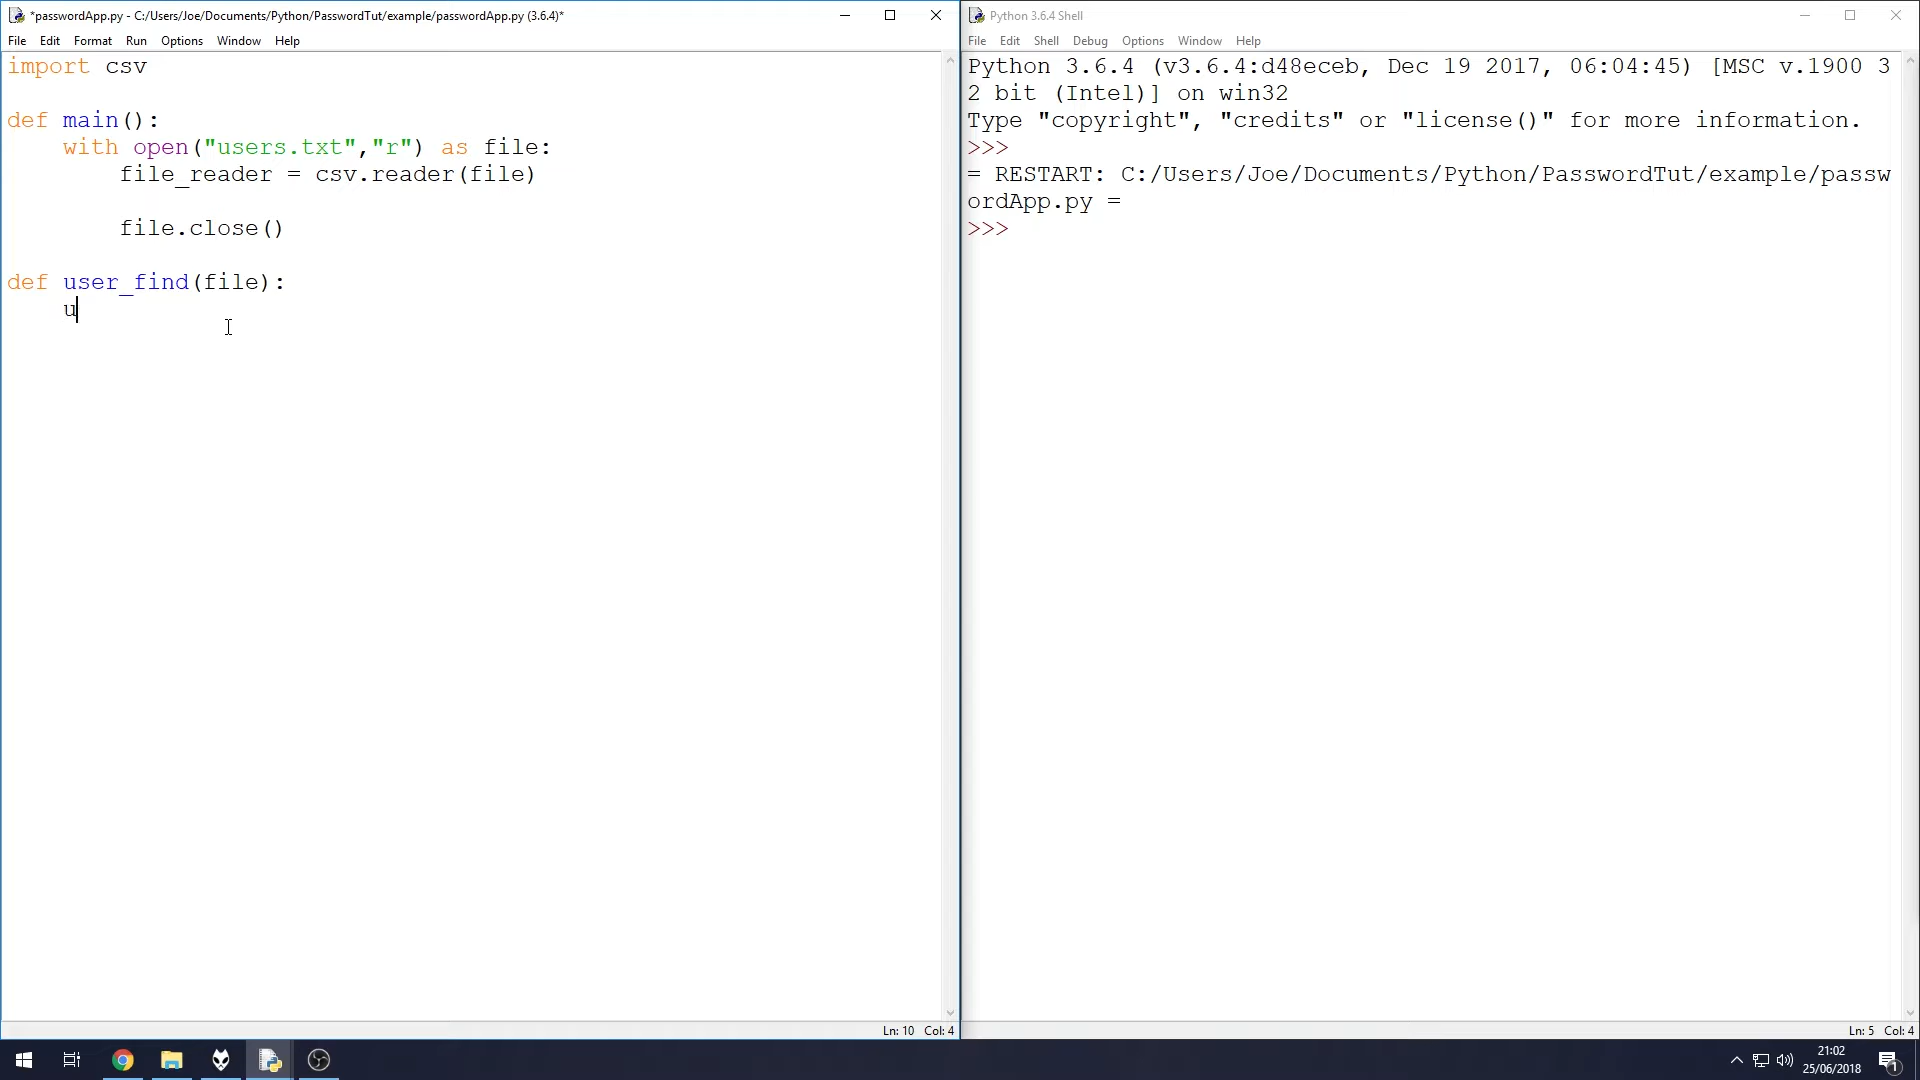 *passwordApp.py - C:/Users/Joe/Documents/Python/PasswordTut/example/passwordApp.py (3.6.4)*
File Edit Format Run Options Window Help
import csv
def main():
    with open("users.txt","r") as file:
        file_reader = csv.reader(file)
        file.close()
def user_find(file):
    u
Ln: 10 Col: 4
Python 3.6.4 Shell
File Edit Shell Debug Options Window Help
Python 3.6.4 (v3.6.4:d48eceb, Dec 19 2017, 06:04:45) [MSC v.1900 3
2 bit (Intel)] on win32
Type "copyright", "credits" or "license()" for more information.
>>>
= RESTART: C:/Users/Joe/Documents/Python/PasswordTut/example/passw
ordApp.py =
>>>
Ln: 5 Col: 4
21:02
25/06/2018
1